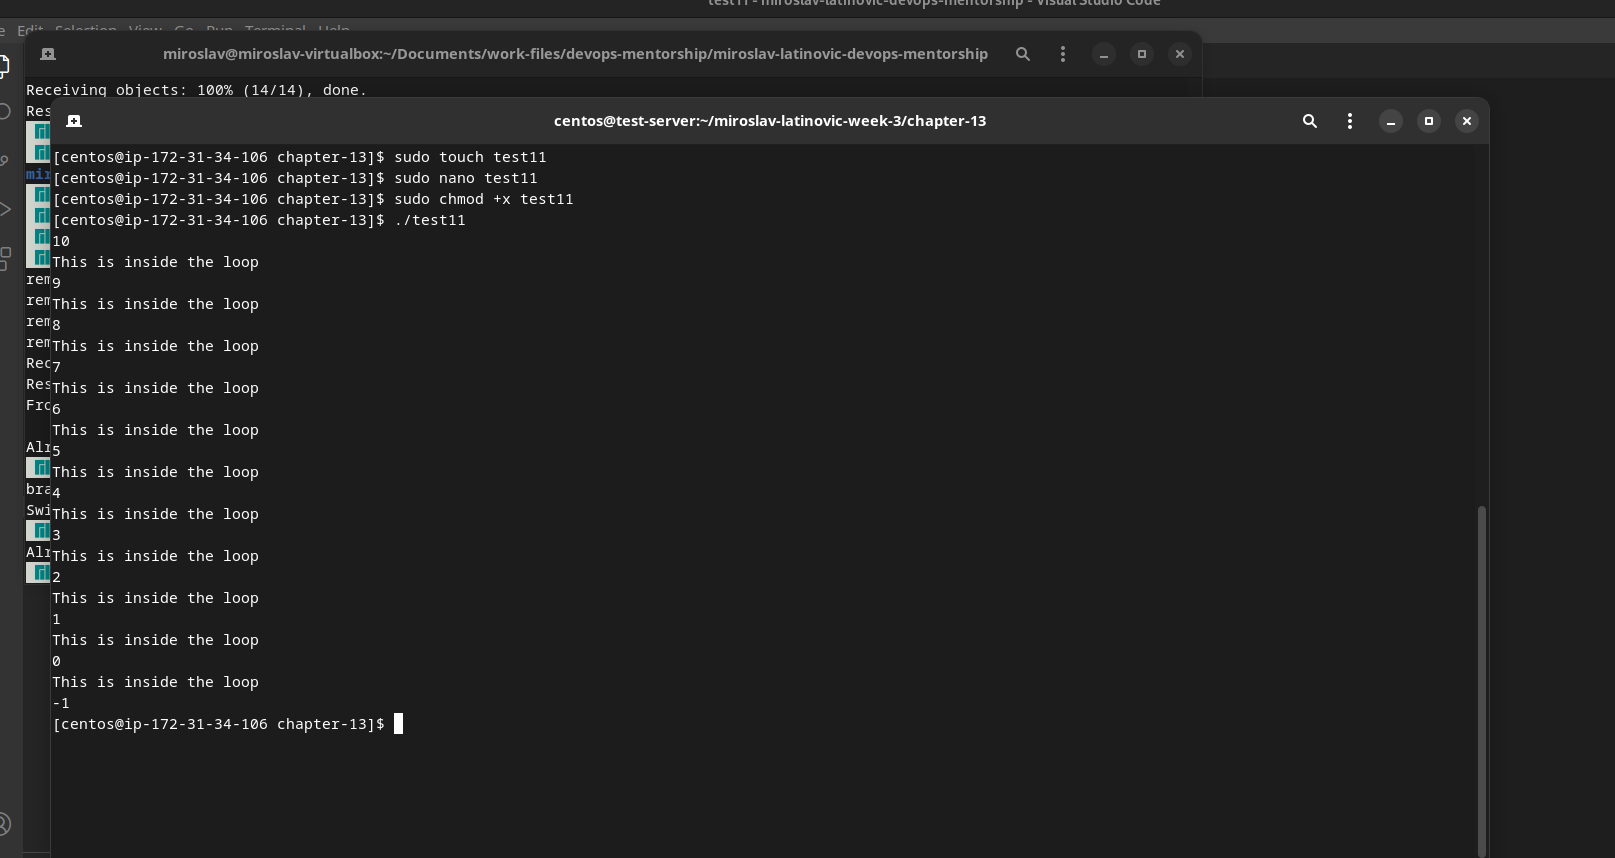 test11 - miroslav-latinovic-devops-mentorship - Visual Studio Code
e Edit Selection View Go Run Terminal Help
miroslav@miroslav-virtualbox:~/Documents/work-files/devops-mentorship/miroslav-latinovic-devops-mentorship
Receiving objects: 100% (14/14), done.
Res
mir
rem
rem
rem
rem
Rec
Res
Fro
Alr
bra
Swi
Alr
centos@test-server:~/miroslav-latinovic-week-3/chapter-13
[centos@ip-172-31-34-106 chapter-13]$ sudo touch test11
[centos@ip-172-31-34-106 chapter-13]$ sudo nano test11
[centos@ip-172-31-34-106 chapter-13]$ sudo chmod +x test11
[centos@ip-172-31-34-106 chapter-13]$ ./test11
10
This is inside the loop
9
This is inside the loop
8
This is inside the loop
7
This is inside the loop
6
This is inside the loop
5
This is inside the loop
4
This is inside the loop
3
This is inside the loop
2
This is inside the loop
1
This is inside the loop
0
This is inside the loop
-1
[centos@ip-172-31-34-106 chapter-13]$